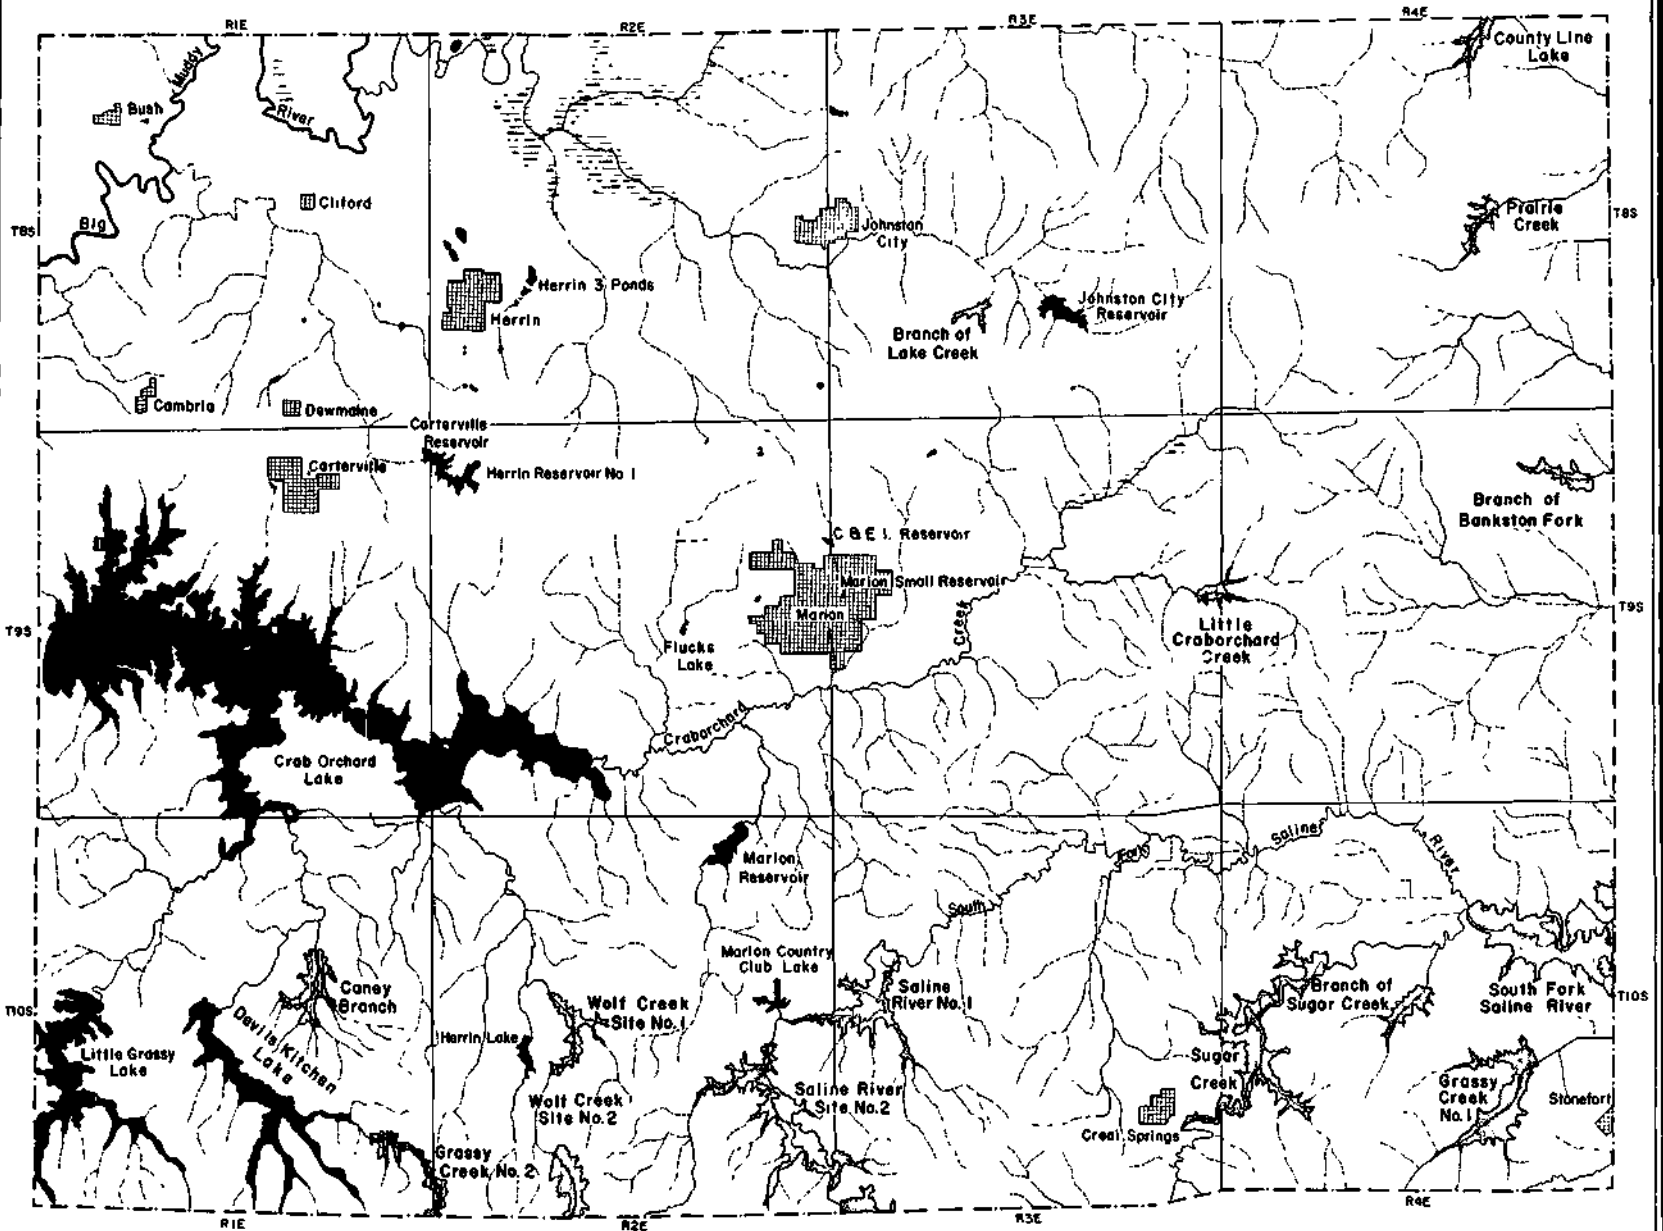 R1E
R2E
R3E
R4E
County Line
Lake
Muddy
Bush
River
Cliford
Big
T8S
T8S
Prairie
Creek
Johnston
City
Herrin 3 Ponds
Herrin
Johnston City
Reservoir
Branch of
Lake Creek
Cambria
Dewmaine
Carterville
Reservoir
Carterville
Herrin Reservoir No 1
Branch of
Bankston Fork
C & E I. Reservoir
Marion Small Reservoir
Marion
Creek
T9S
T9S
Flucks
Lake
Little
Craborchard
Creek
Craborchard
Crab Orchard
Lake
Saline
River
Fork
South
Marion
Reservoir
Marion Country
Club Lake
Caney
Branch
Wolf Creek
Site No. 1
Saline
River No. 1
Branch of
Sugar Creek
South Fork
Saline River
T10S
T10S
Devils Kitchen
Lake
Herrin Lake
Little Grassy
Lake
Sugar
Creek
Wolf Creek
Site No. 2
Saline River
Site No. 2
Grassy
Creek
No. 1
Stonefort
Creal Springs
Grassy
Creek No. 2
R1E
R2E
R3E
R4E